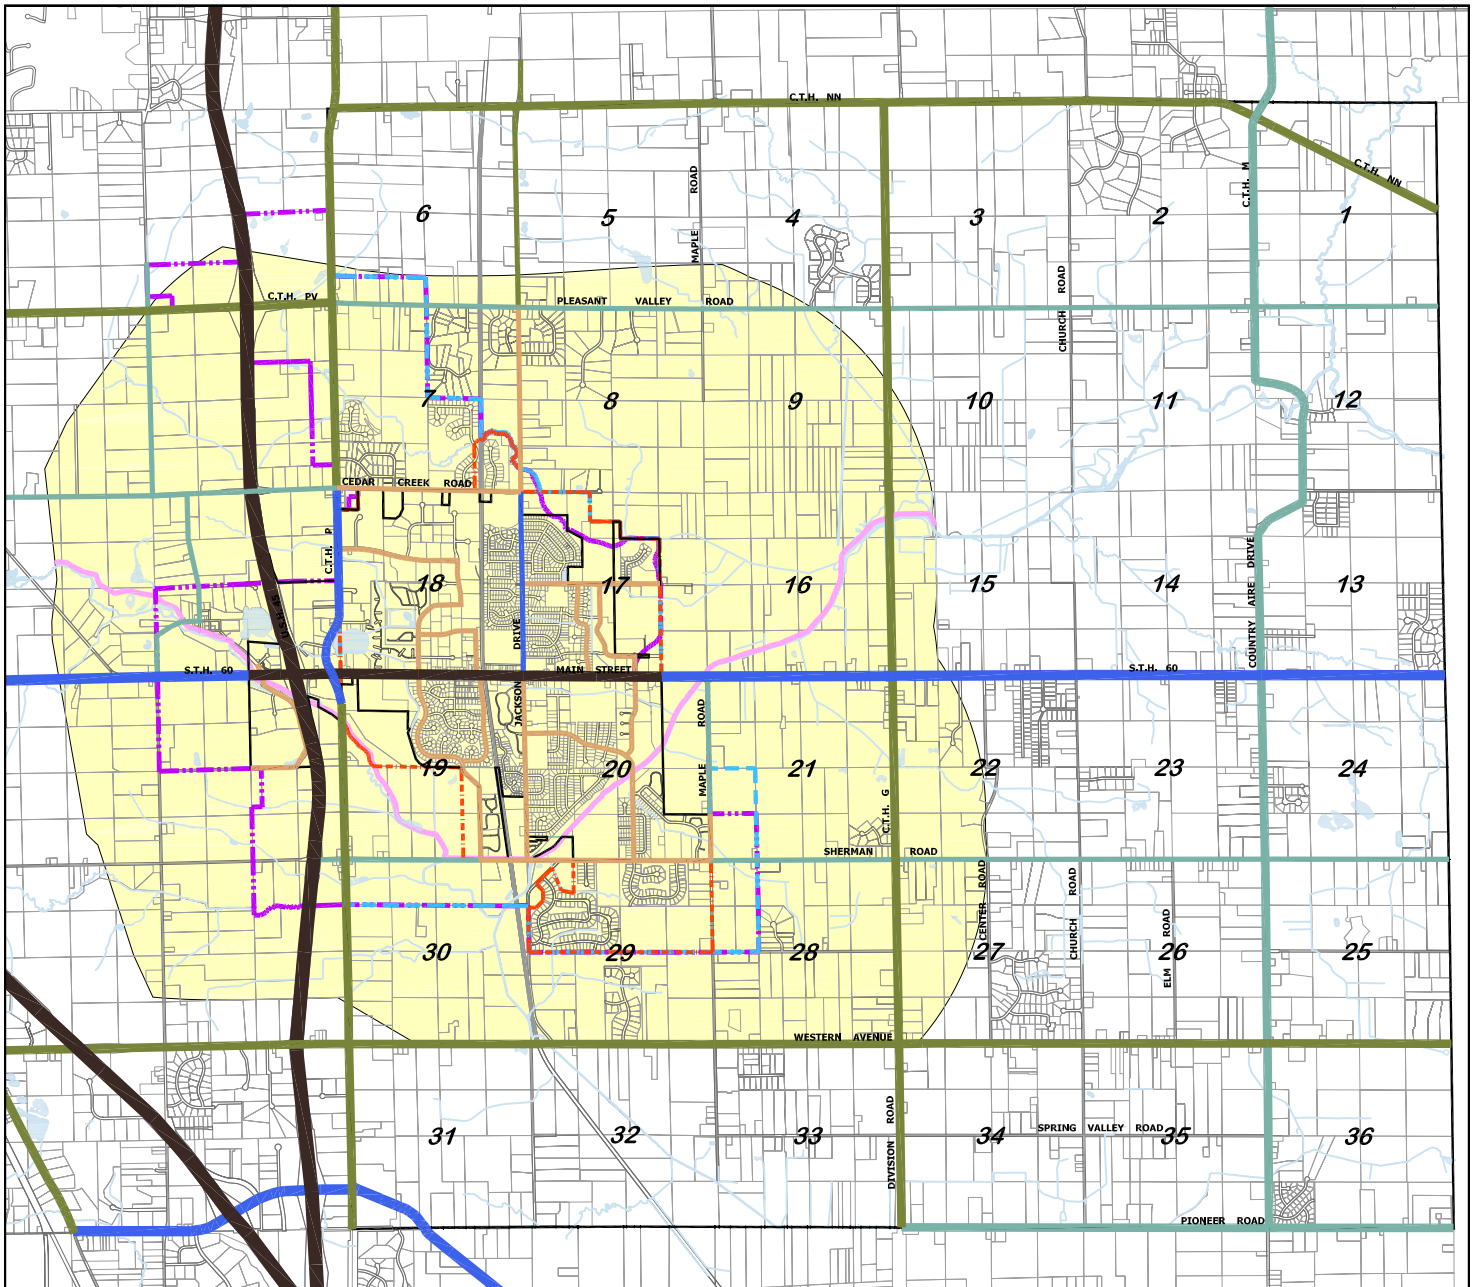 C.T.H. NN
C.T.H. NN
C.T.H. M
MAPLE ROAD
6
5
4
3
2
1
C.T.H. PV
PLEASANT VALLEY ROAD
CHURCH ROAD
7
8
9
10
11
12
CEDAR CREEK ROAD
C.T.H. P
18
17
16
15
14
13
U.S.H. 45
COUNTRY AIRE DRIVE
S.T.H. 60
MAIN STREET
S.T.H. 60
JACKSON DRIVE
MAPLE ROAD
19
20
21
22
23
24
C.T.H. G
SHERMAN ROAD
CENTER ROAD
CHURCH ROAD
ELM ROAD
30
29
28
27
26
25
WESTERN AVENUE
DIVISION ROAD
SPRING VALLEY ROAD
31
32
33
34
35
36
PIONEER ROAD